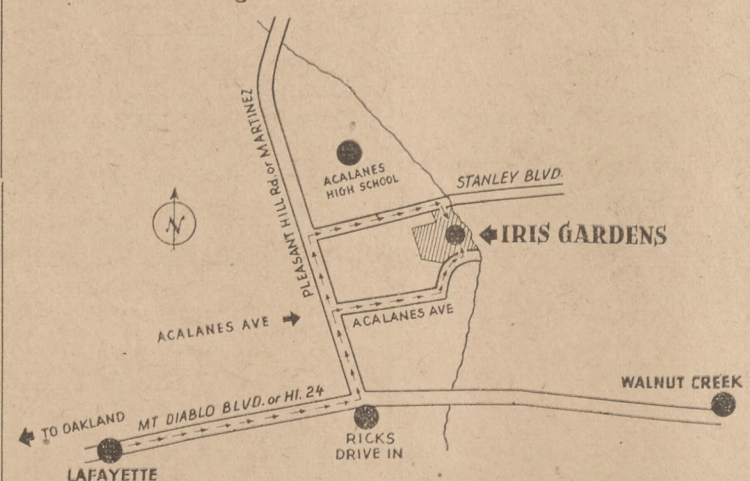 PLEASANT HILL Rd. or MARTINEZ
ACALANES
HIGH SCHOOL
STANLEY BLVD.
N
IRIS GARDENS
ACALANES AVE
ACALANES AVE
WALNUT CREEK
MT DIABLO BLVD. or HI. 24
TO OAKLAND
RICKS
DRIVE IN
LAFAYETTE